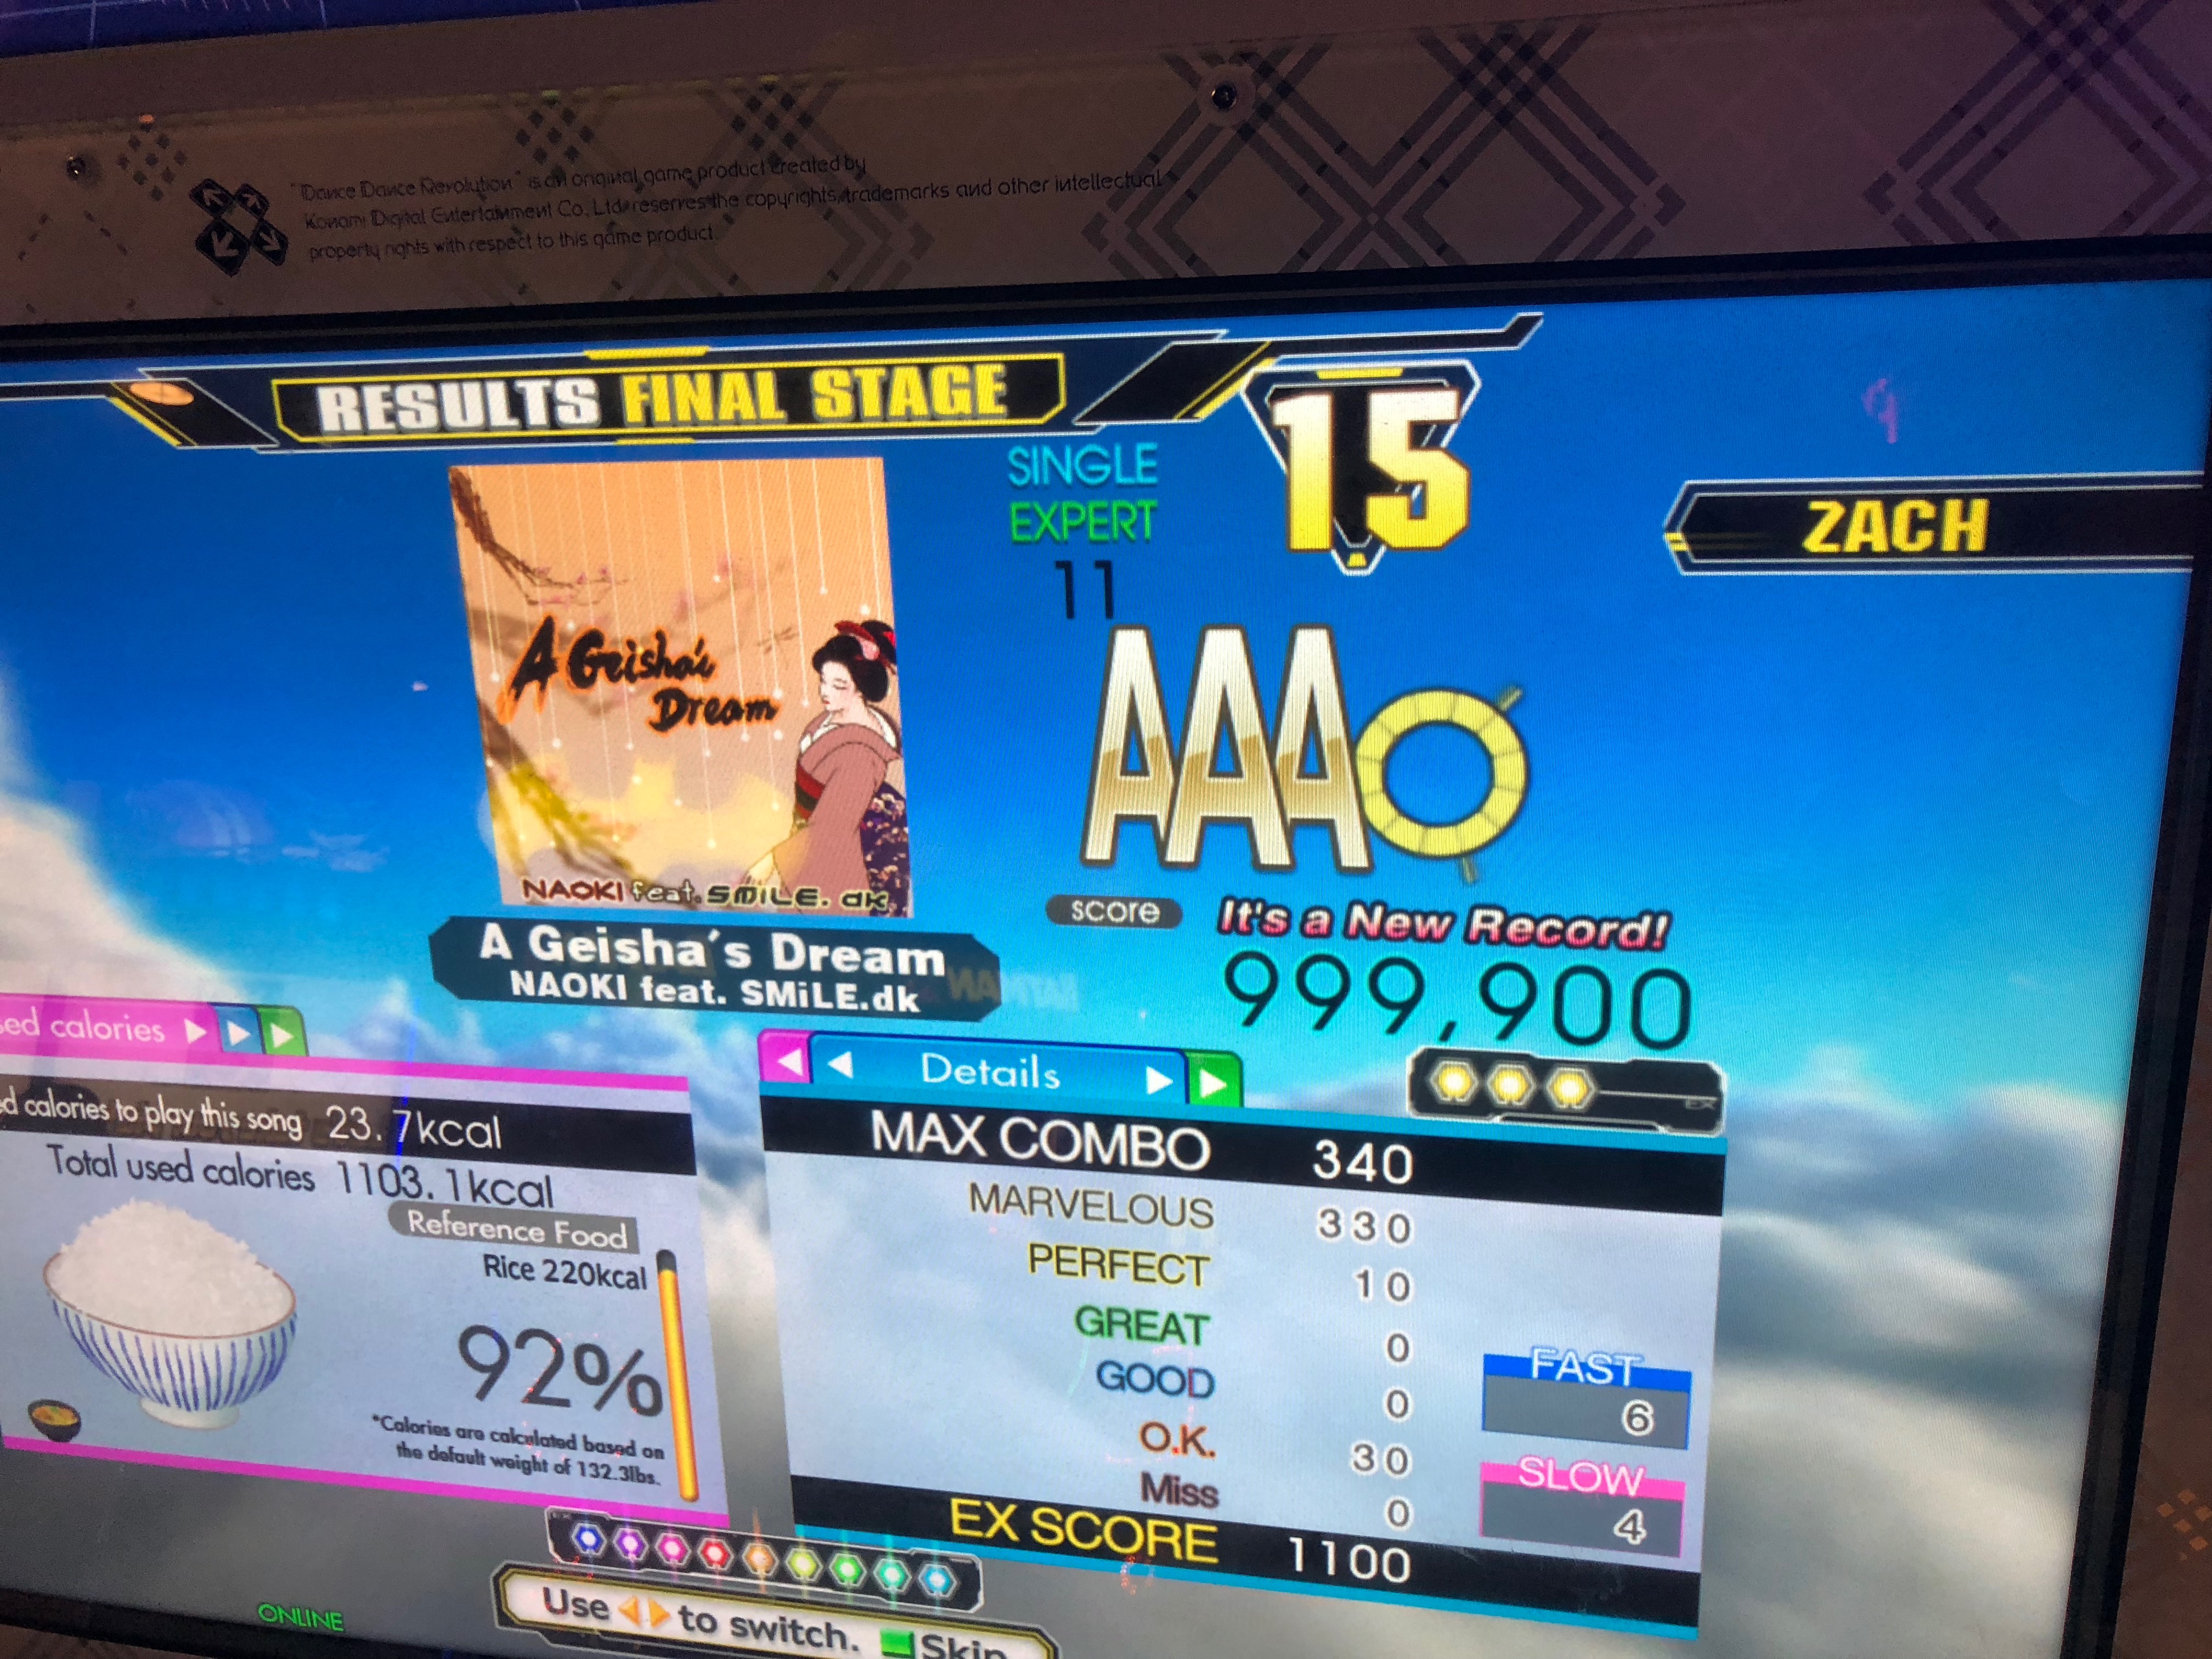 "Dance Dance Revolution" is an original game product created by
Konami Digital Entertainment Co., Ltd. reserves the copyrights, trademarks and other intellectual
property rights with respect to this game product.
RESULTS FINAL STAGE
15
SINGLE
EXPERT
11
ZACH
A Geisha's
Dream
NAOKI feat. SMiLE. dk
AAA
A Geisha's Dream
NAOKI feat. SMiLE.dk
score
It's a New Record!
999,900
EX
ed calories
d calories to play this song 23.7kcal
Total used calories 1103.1kcal
Reference Food
Rice 220kcal
92%
*Calories are calculated based on
the default weight of 132.3lbs.
Details
MAX COMBO 340
MARVELOUS 330
PERFECT 10
GREAT 0
GOOD 0
O.K. 30
Miss 0
EX SCORE 1100
FAST
6
SLOW
4
Use to switch. Skip
ONLINE